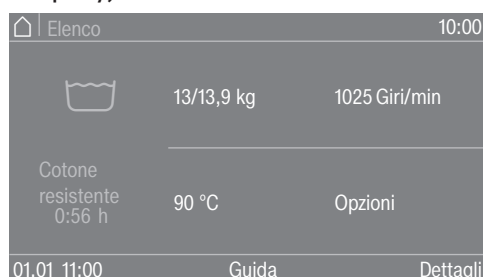 Elenco 10:00
13/13,9 kg 1025 Giri/min
Cotone
resistente
0:56 h
90 °C Opzioni
01.01 11:00 Guida Dettagli